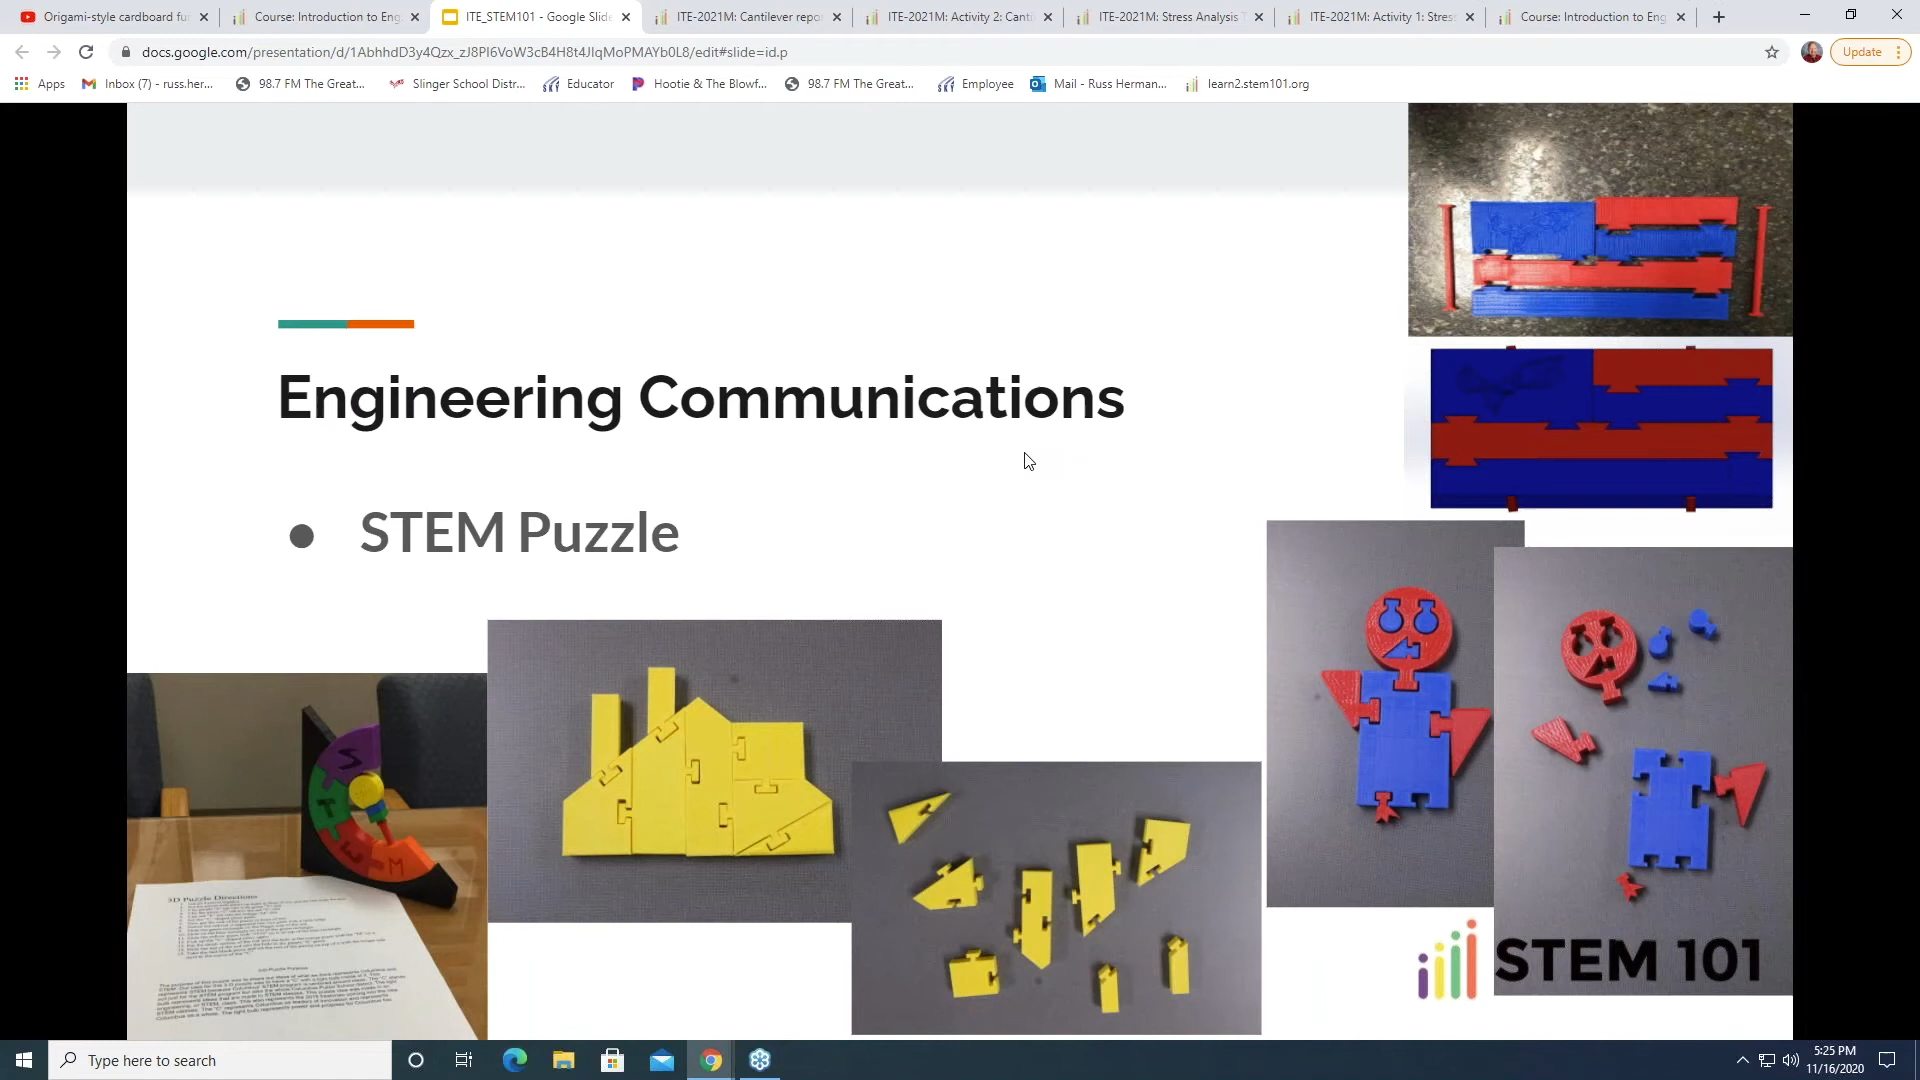 Origami-style cardboard fu
Course: Introduction to Eng
ITE_STEM101 - Google Slide
ITE-2021M: Cantilever repo
ITE-2021M: Activity 2: Canti
ITE-2021M: Stress Analysis T
ITE-2021M: Activity 1: Stres
Course: Introduction to Eng
docs.google.com/presentation/d/1AbhhdD3y4Qzx_zJ8Pl6VoW3cB4H8t4JlqMoPMAYb0L8/edit#slide=id.p
Update
Apps
Inbox (7) - russ.her...
98.7 FM The Great...
Slinger School Distr...
Educator
Hootie & The Blowf...
98.7 FM The Great...
Employee
Mail - Russ Herman...
learn2.stem101.org
Engineering Communications
● STEM Puzzle
S
T
E
M
3D Puzzle Directions
STEM 101
Type here to search
5:25 PM
11/16/2020